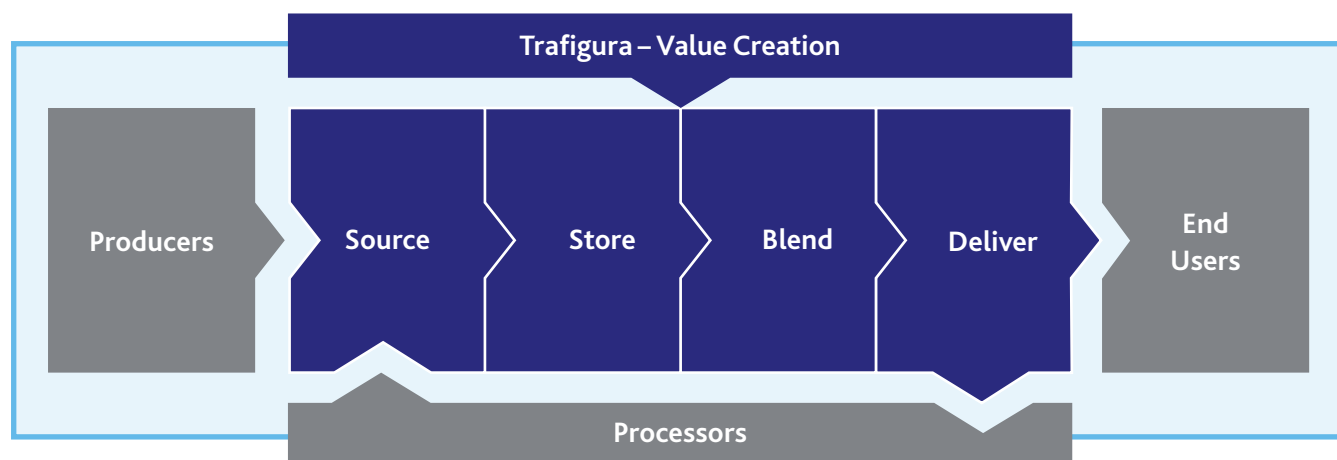 Trafigura – Value Creation
Producers
Source
Store
Blend
Deliver
End
Users
Processors